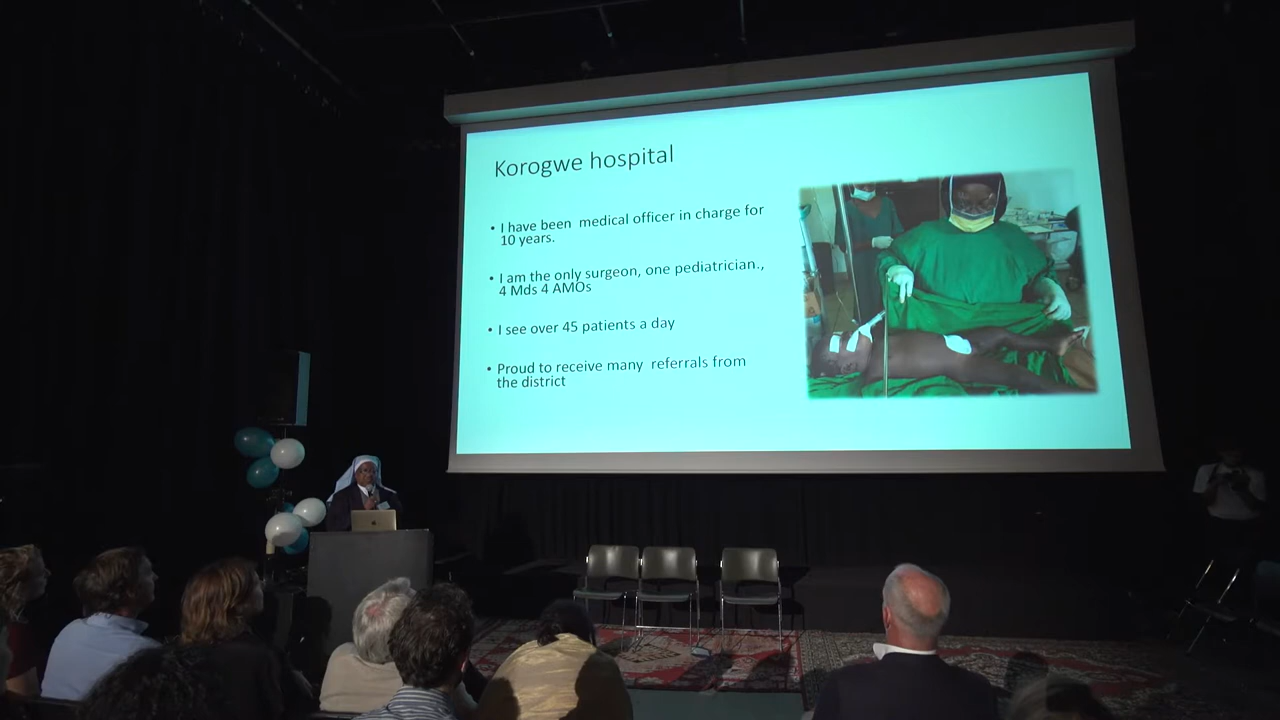 Korogwe hospital
• I have been  medical officer in charge for
10 years.
• I am the only surgeon, one pediatrician.,
4 Mds 4 AMOs
• I see over 45 patients a day
• Proud to receive many  referrals from
the district